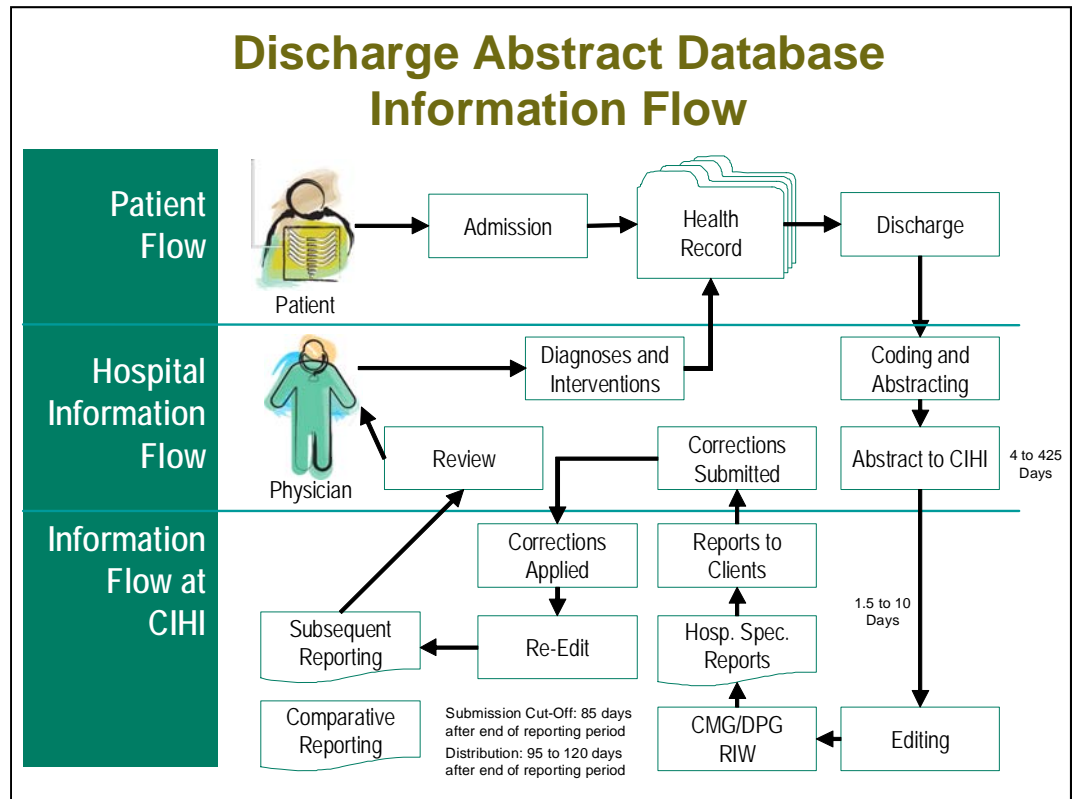 Discharge Abstract Database
Information Flow
Patient
Flow
Patient
Admission
Health
Record
Discharge
Hospital
Information
Flow
Physician
Diagnoses and
Interventions
Coding and
Abstracting
Review
Corrections
Submitted
Abstract to CIHI
4 to 425
Days
Information
Flow at
CIHI
Corrections
Applied
Reports to
Clients
1.5 to 10
Days
Subsequent
Reporting
Re-Edit
Hosp. Spec.
Reports
Comparative
Reporting
Submission Cut-Off: 85 days
after end of reporting period
Distribution: 95 to 120 days
after end of reporting period
CMG/DPG
RIW
Editing